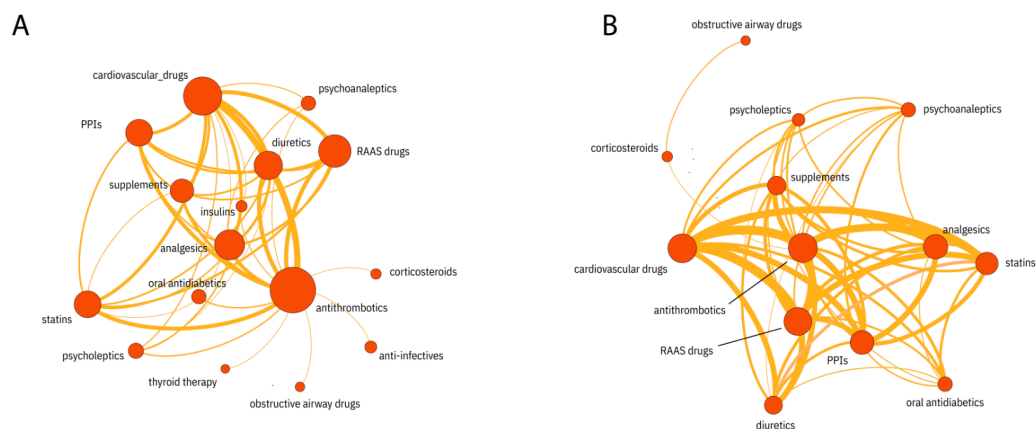 A
cardiovascular_drugs
psychoanaleptics
PPIs
diuretics
RAAS drugs
supplements
insulins
analgesics
corticosteroids
oral antidiabetics
antithrombotics
statins
psycholeptics
anti-infectives
thyroid therapy
obstructive airway drugs
B
obstructive airway drugs
psycholeptics
psychoanaleptics
corticosteroids
supplements
analgesics
cardiovascular drugs
statins
antithrombotics
RAAS drugs
PPIs
oral antidiabetics
diuretics